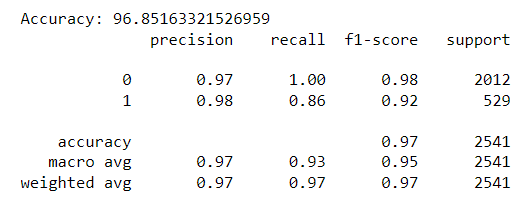 Accuracy: 96.85163321526959
precision recall f1-score support
0 0.97 1.00 0.98 2012
1 0.98 0.86 0.92 529
accuracy 0.97 2541
macro avg 0.97 0.93 0.95 2541
weighted avg 0.97 0.97 0.97 2541